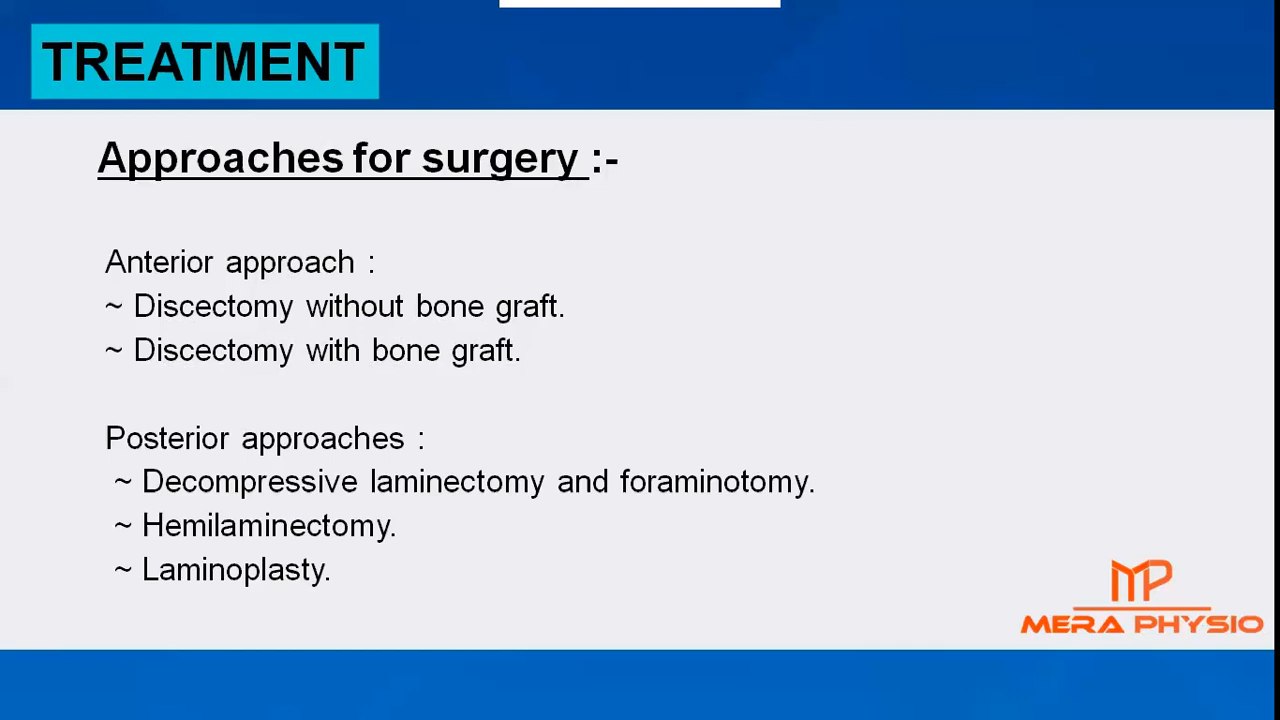 TREATMENT
Approaches for surgery :-
Anterior approach :
~ Discectomy without bone graft.
~ Discectomy with bone graft.
Posterior approaches :
~ Decompressive laminectomy and foraminotomy.
~ Hemilaminectomy.
~ Laminoplasty.
MP
MERA PHYSIO